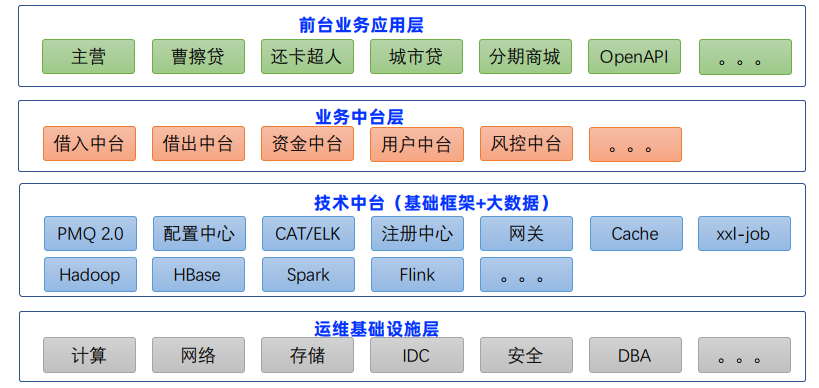 前台业务应用层
主营 曹擦贷 还卡超人 城市贷 分期商城 OpenAPI 。。。
业务中台层
借入中台 借出中台 资金中台 用户中台 风控中台 。。。
技术中台（基础框架+大数据）
PMQ 2.0 配置中心 CAT/ELK 注册中心 网关 Cache xxl-job
Hadoop HBase Spark Flink 。。。
运维基础设施层
计算 网络 存储 IDC 安全 DBA 。。。